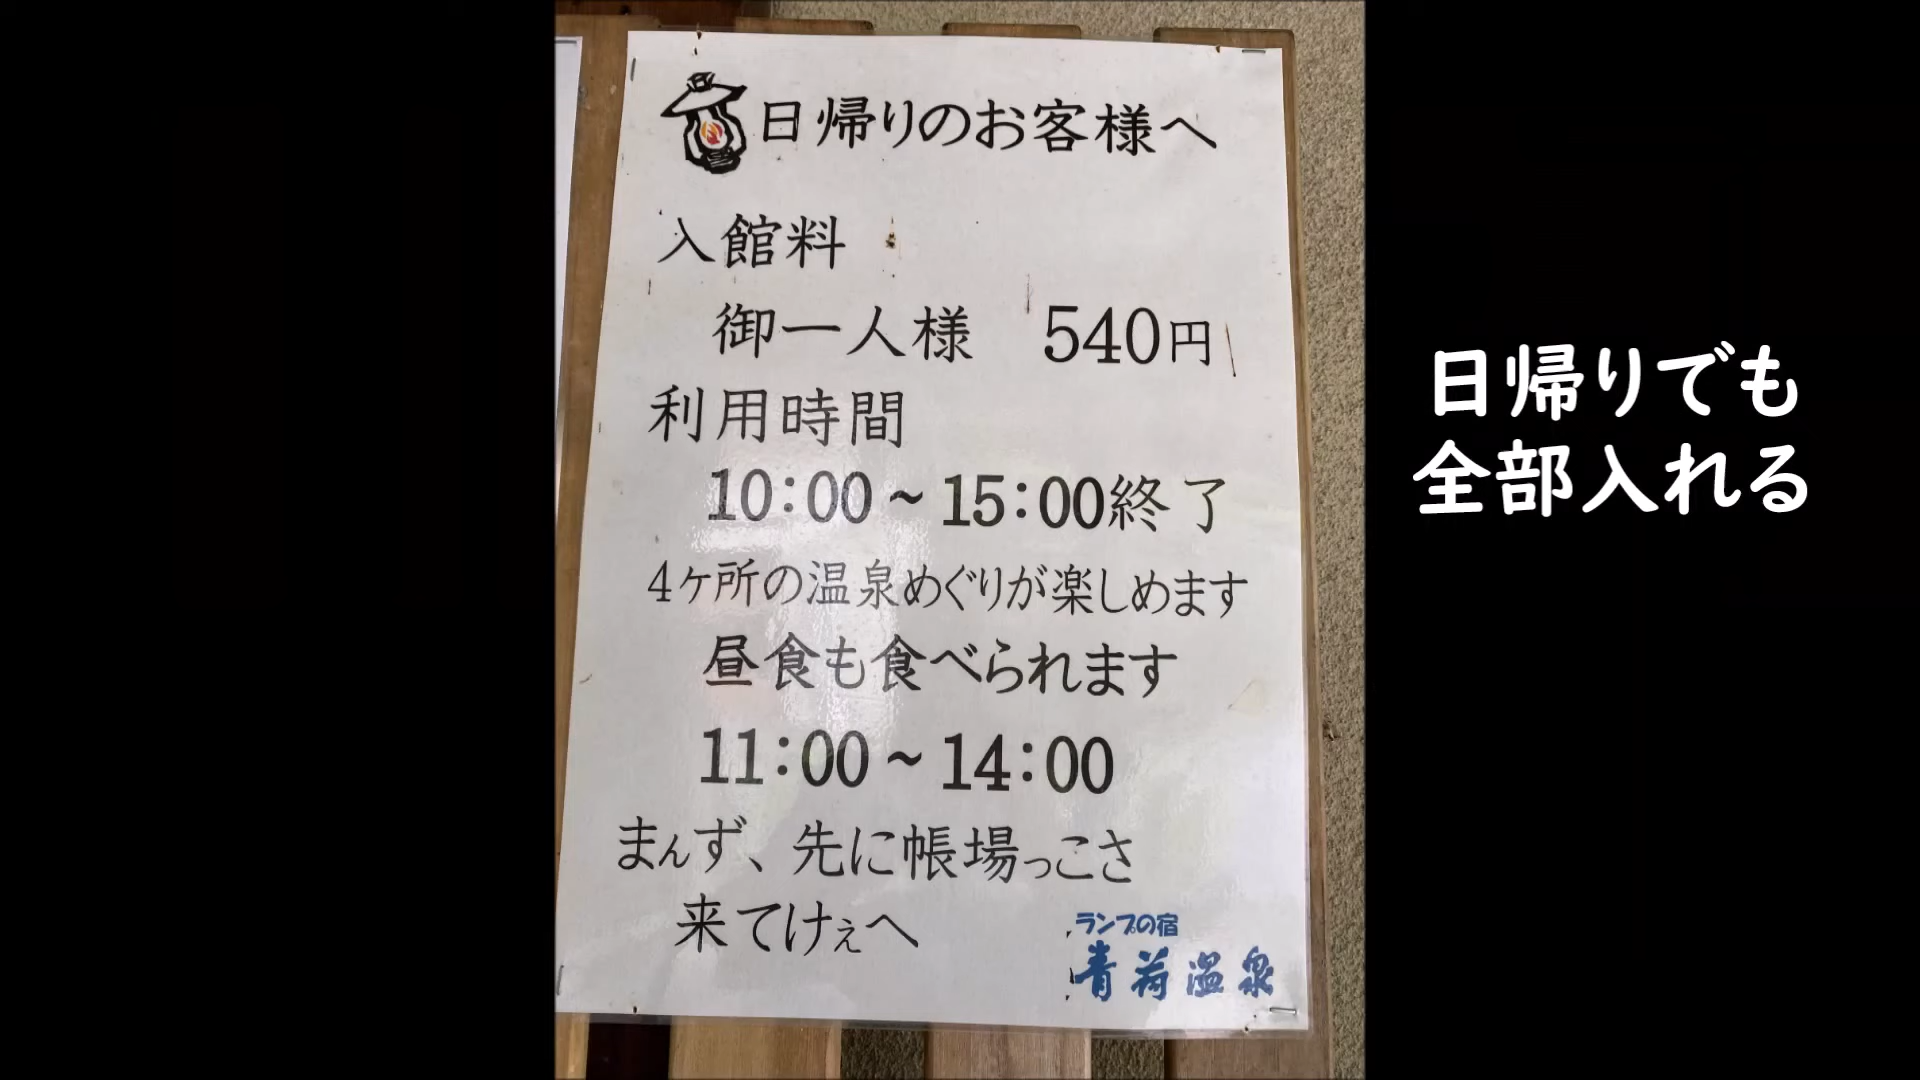 日帰りのお客様へ
入館料
御一人様 540円
利用時間
10:00~15:00終了
4ヶ所の温泉めぐりが楽しめます
昼食も食べられます
11:00~14:00
まんず、先に帳場っこさ
来てけぇへ
ランプの宿
青荷温泉
日帰りでも
全部入れる